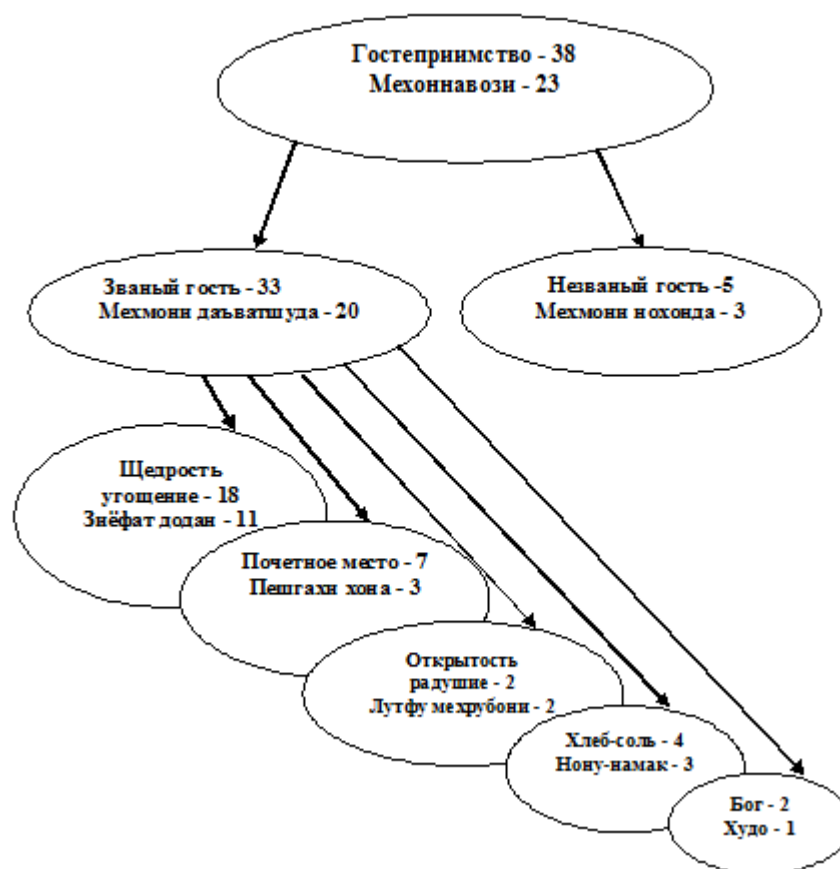 Гостеприимство - 38
Мехоннавози - 23
Званый гость - 33
Мехмони даъватшуда - 20
Незваный гость -5
Мехмони нохонда - 3
Щедрость
угощение - 18
Знёфат додан - 11
Почетное место - 7
Пешгахи хона - 3
Открытость
радушие - 2
Лутфу мехрубони - 2
Хлеб-соль - 4
Нону-намак - 3
Бог - 2
Худо - 1